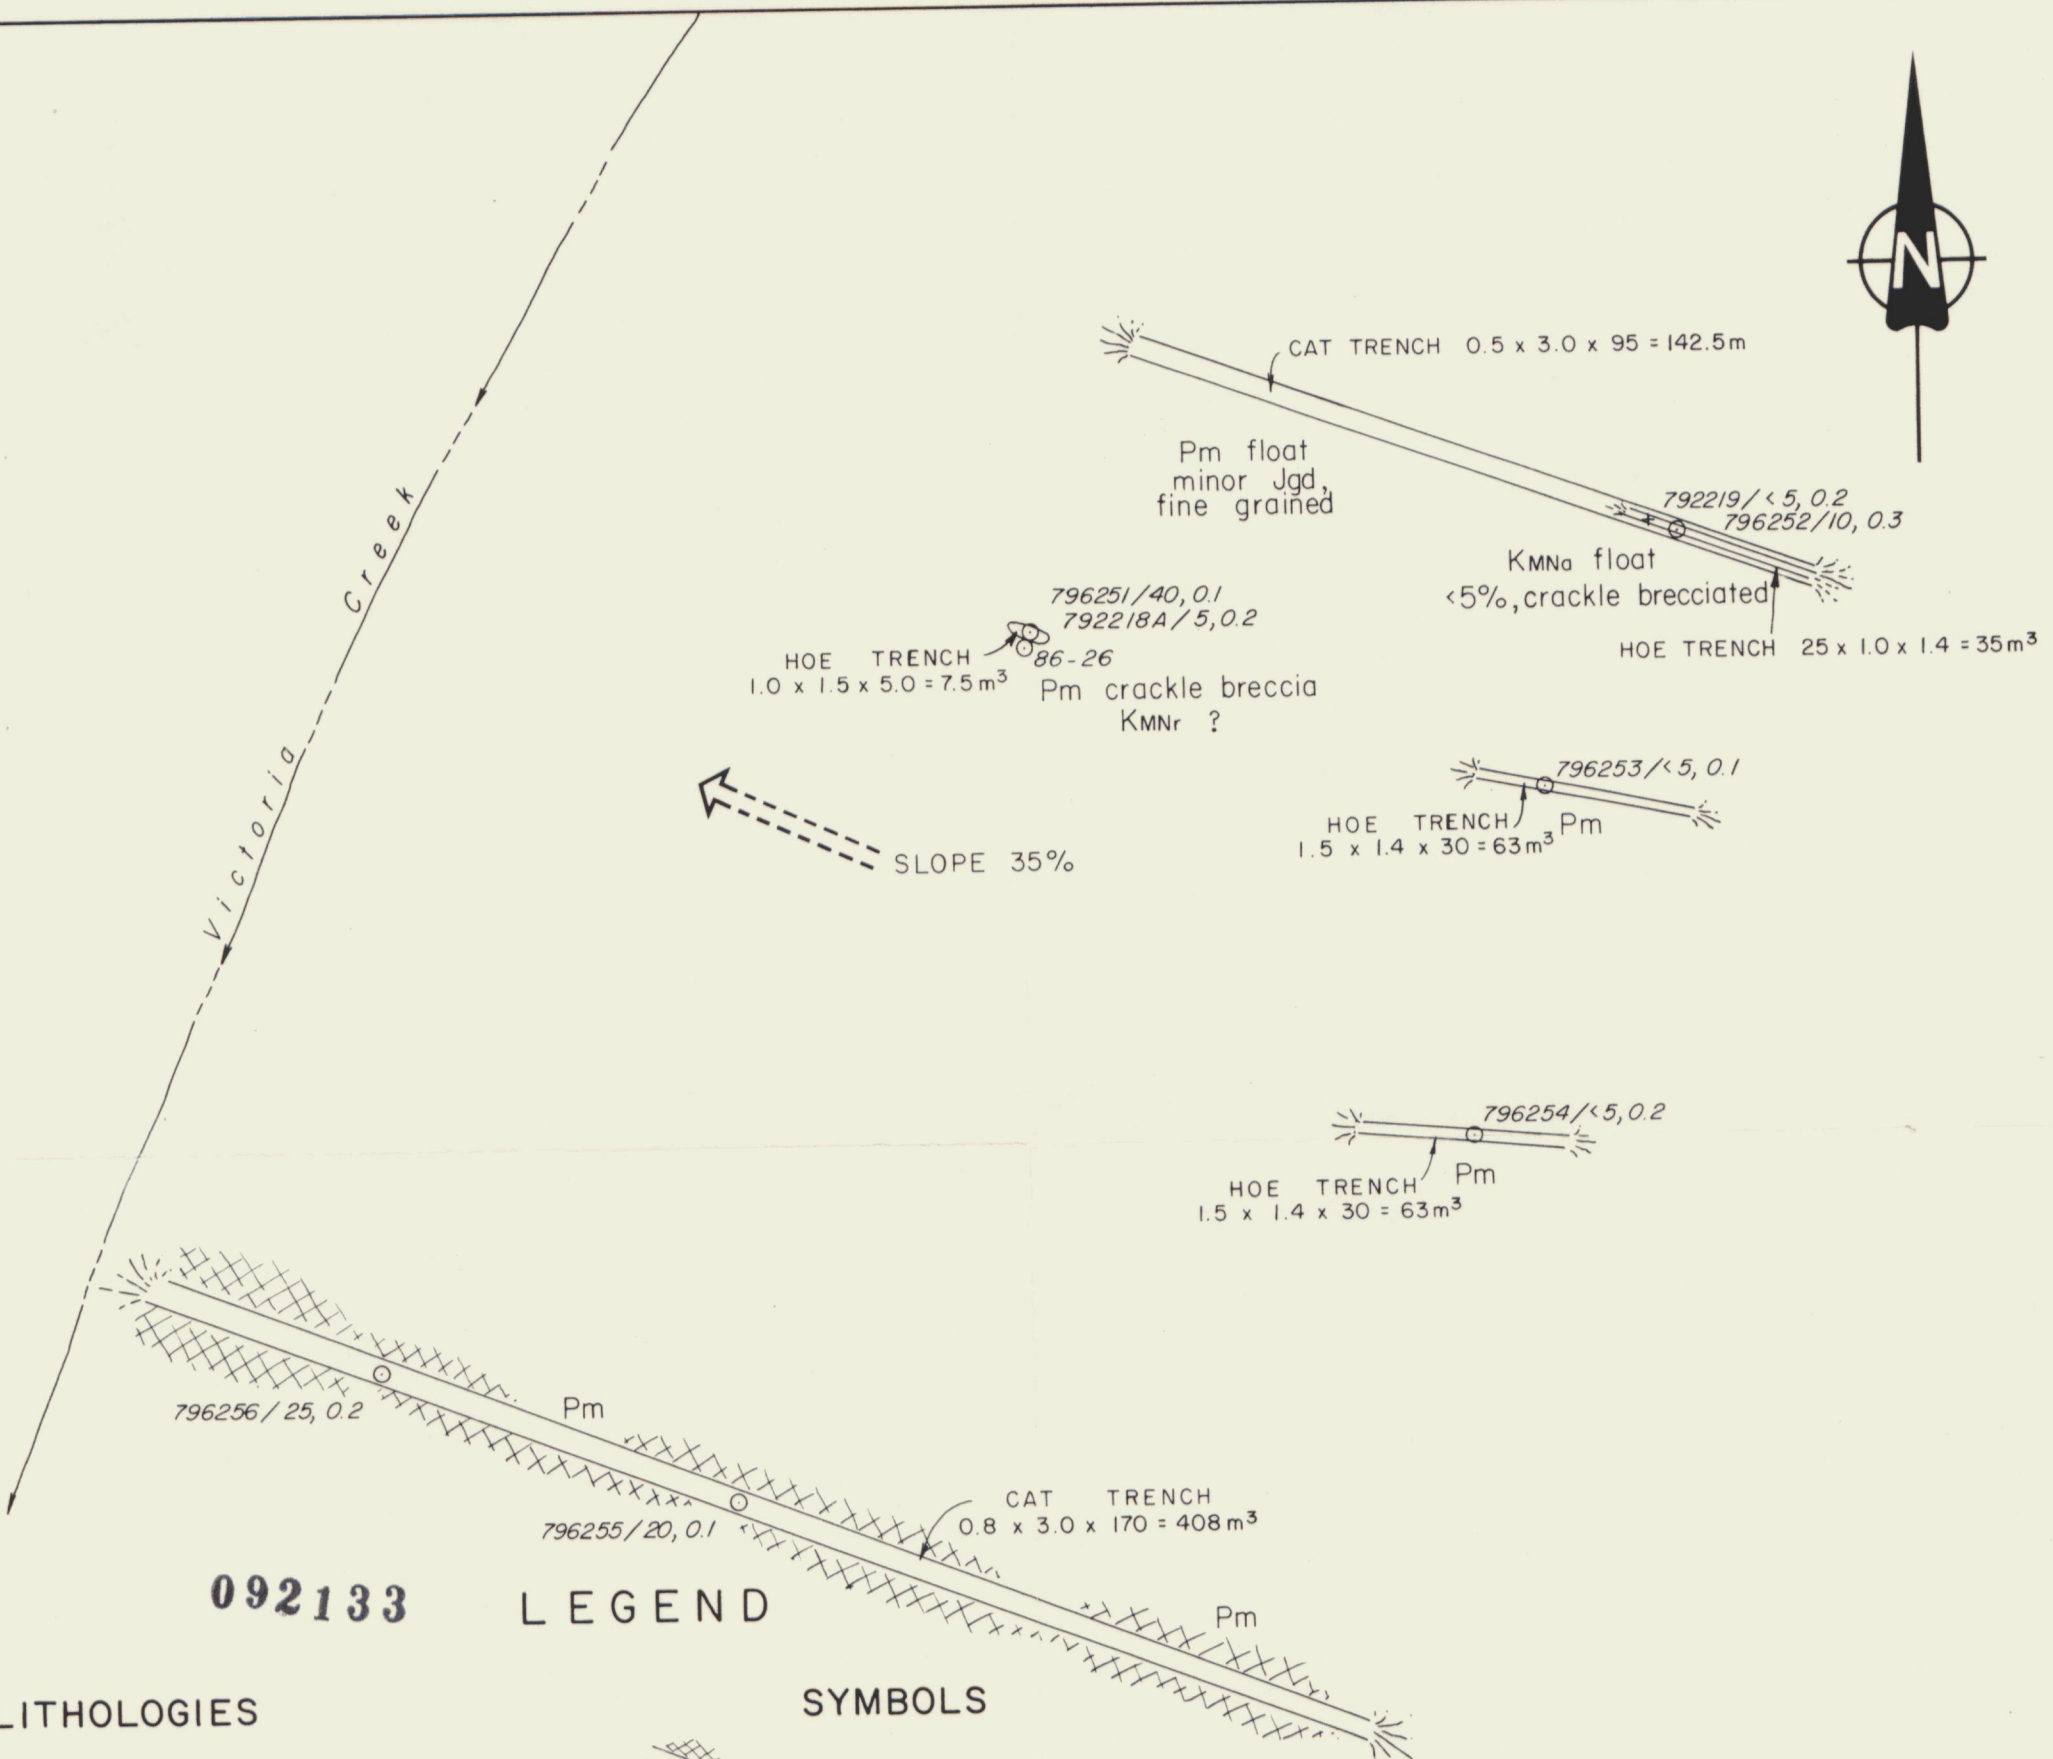 N
CAT TRENCH 0.5 x 3.0 x 95 = 142.5m
Pm float
minor Jgd,
fine grained
792219/<5, 0.2
796252/10, 0.3
KMNa float
<5%, crackle brecciated
HOE TRENCH 25 x 1.0 x 1.4 = 35m³
796251/40, 0.1
792218A/5, 0.2
HOE TRENCH
1.0 x 1.5 x 5.0 = 7.5m³
86-26
Pm crackle breccia
KMNr ?
Victoria Creek
SLOPE 35%
796253/<5, 0.1
HOE TRENCH
1.5 x 1.4 x 30 = 63m³
Pm
796254/<5, 0.2
HOE TRENCH
1.5 x 1.4 x 30 = 63m³
Pm
796256/25, 0.2
Pm
796255/20, 0.1
CAT TRENCH
0.8 x 3.0 x 170 = 408m³
Pm
092133
LEGEND
LITHOLOGIES
SYMBOLS